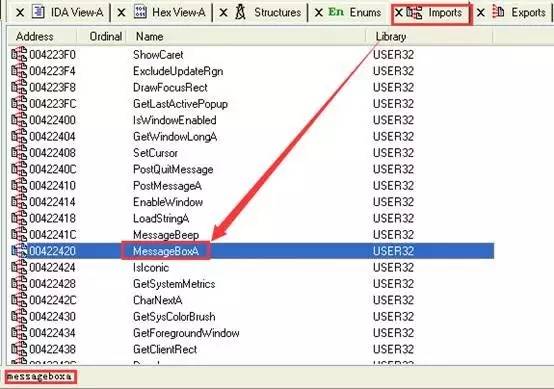 IDA View-A Hex View-A Structures En Enums Imports Exports
Address Ordinal Name Library
004223F0 ShowCaret USER32
004223F4 ExcludeUpdateRgn USER32
004223F8 DrawFocusRect USER32
004223FC GetLastActivePopup USER32
00422400 IsWindowEnabled USER32
00422404 GetWindowLongA USER32
00422408 SetCursor USER32
0042240C PostQuitMessage USER32
00422410 PostMessageA USER32
00422414 EnableWindow USER32
00422418 LoadStringA USER32
0042241C MessageBeep USER32
00422420 MessageBoxA USER32
00422424 IsIconic USER32
00422428 GetSystemMetrics USER32
0042242C CharNextA USER32
00422430 GetSysColorBrush USER32
00422434 GetForegroundWindow USER32
00422438 GetClientRect USER32
messageboxa